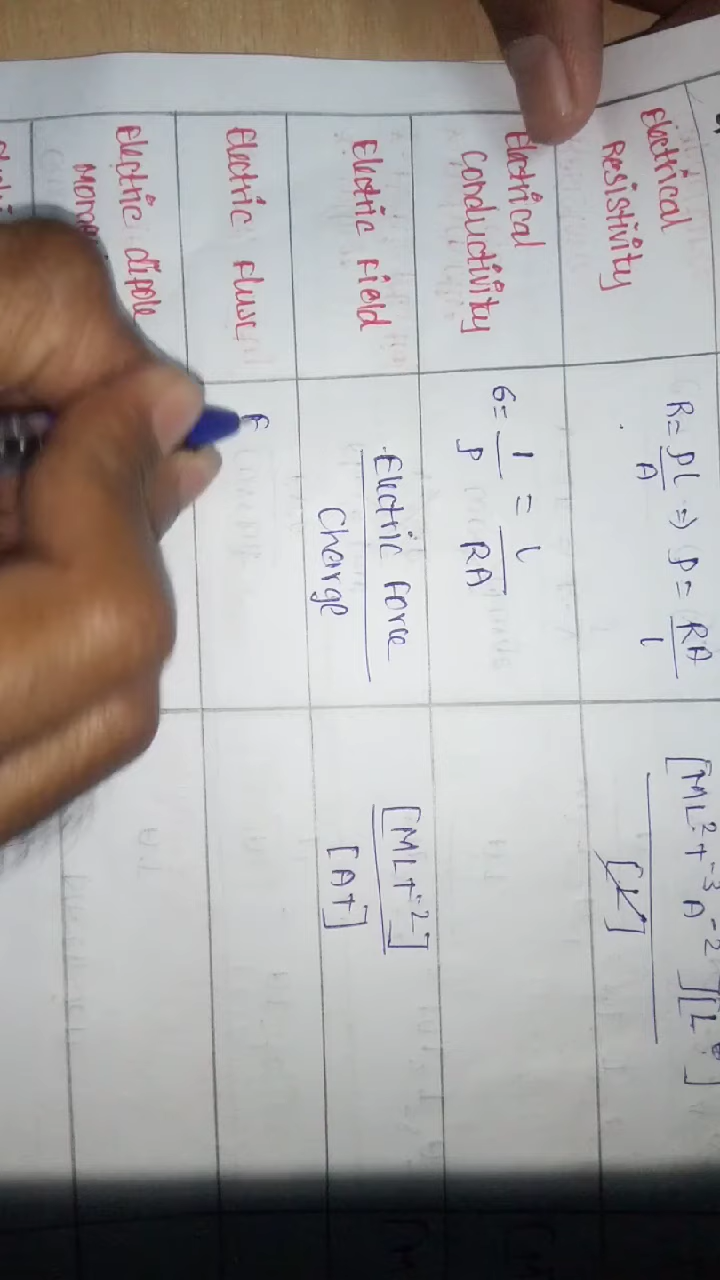 Electrical
Resistivity
R = ρl/A ⇒ ρ = RA/l
[ML²T⁻³A⁻²][L
[L]
Electrical
Conductivity
6 = 1/ρ = l/RA
Electric Field
Electric Force
Charge
[MLT⁻²]
[AT]
Electric Flux
E
Electric dipole